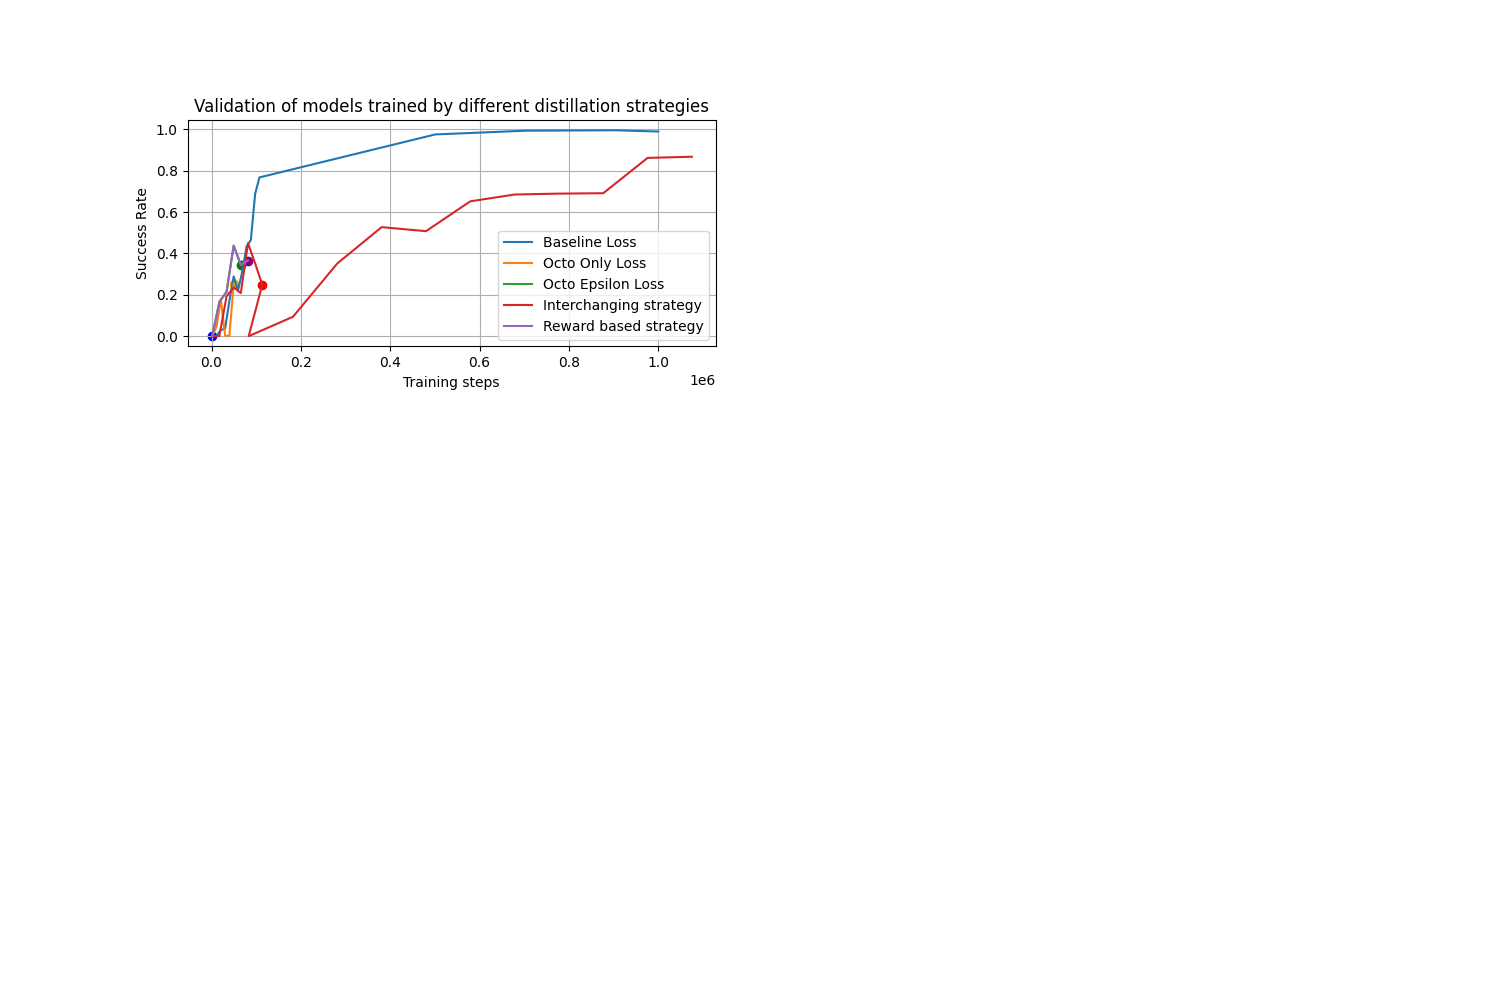 Validation of models trained by different distillation strategies
Success Rate
1.0
0.8
0.6
0.4
0.2
0.0
Baseline Loss
Octo Only Loss
Octo Epsilon Loss
Interchanging strategy
Reward based strategy
0.0 0.2 0.4 0.6 0.8 1.0
1e6
Training steps